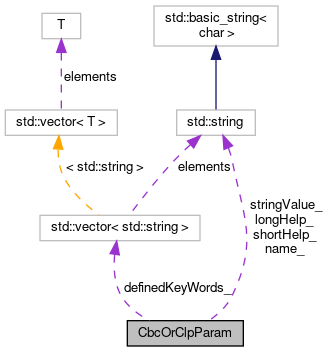 T
std::basic_string<
char >
elements
std::vector< T >
std::string
< std::string >
elements
stringValue_
longHelp_
shortHelp_
name_
std::vector< std::string >
definedKeyWords_
CbcOrClpParam